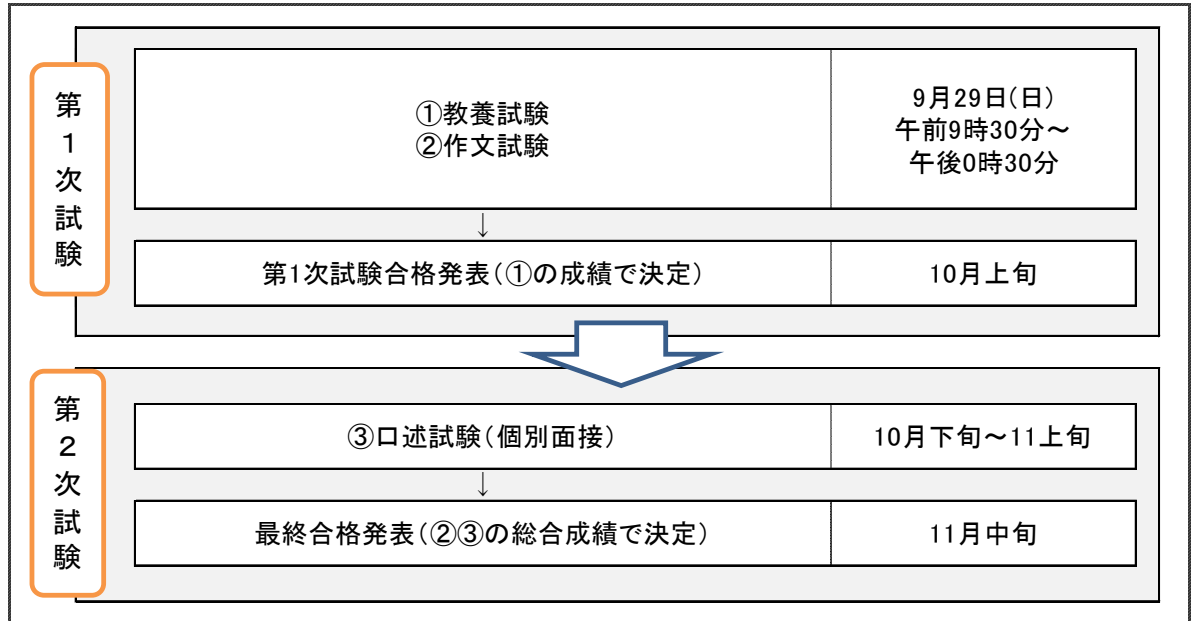 第1次試験
①教養試験
②作文試験
9月29日(日)
午前9時30分～
午後0時30分
↓
第1次試験合格発表(①の成績で決定)
10月上旬
第2次試験
③口述試験(個別面接)
10月下旬～11上旬
↓
最終合格発表(②③の総合成績で決定)
11月中旬